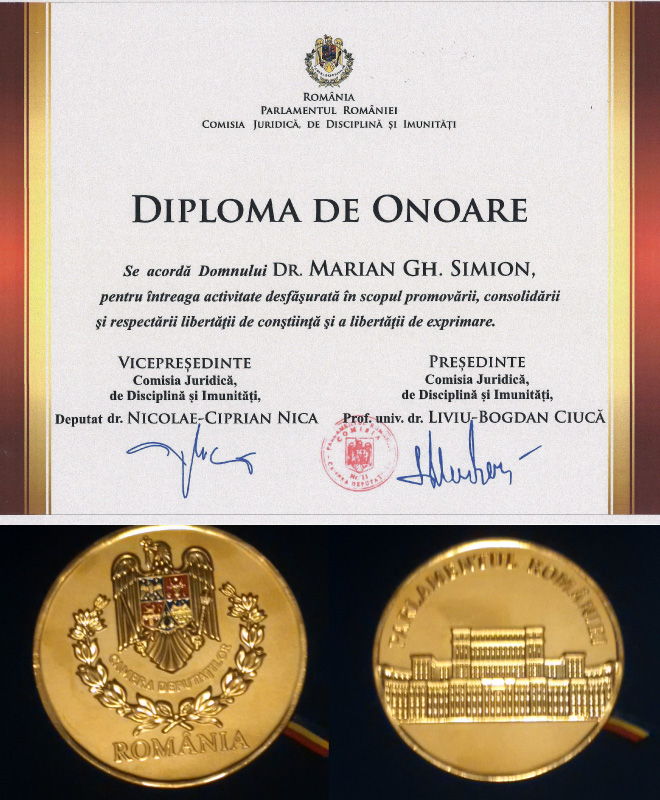 ROMÂNIA
PARLAMENTUL ROMÂNIEI
COMISIA JURIDICĂ, DE DISCIPLINĂ ŞI IMUNITĂŢI
DIPLOMA DE ONOARE
Se acordă Domnului DR. MARIAN GH. SIMION,
pentru întreaga activitate desfăşurată în scopul promovării, consolidării
şi respectării libertăţii de conştiinţă şi a libertăţii de exprimare.
VICEPREŞEDINTE
Comisia Juridică,
de Disciplină şi Imunităţi,
Deputat dr. NICOLAE-CIPRIAN NICA
PREŞEDINTE
Comisia Juridică,
de Disciplină şi Imunităţi,
Prof. univ. dr. LIVIU-BOGDAN CIUCĂ
COMISIA
Nr. 11
CAMERA DEPUTAŢILOR
ROMÂNIA
PARLAMENTUL ROMÂNIEI